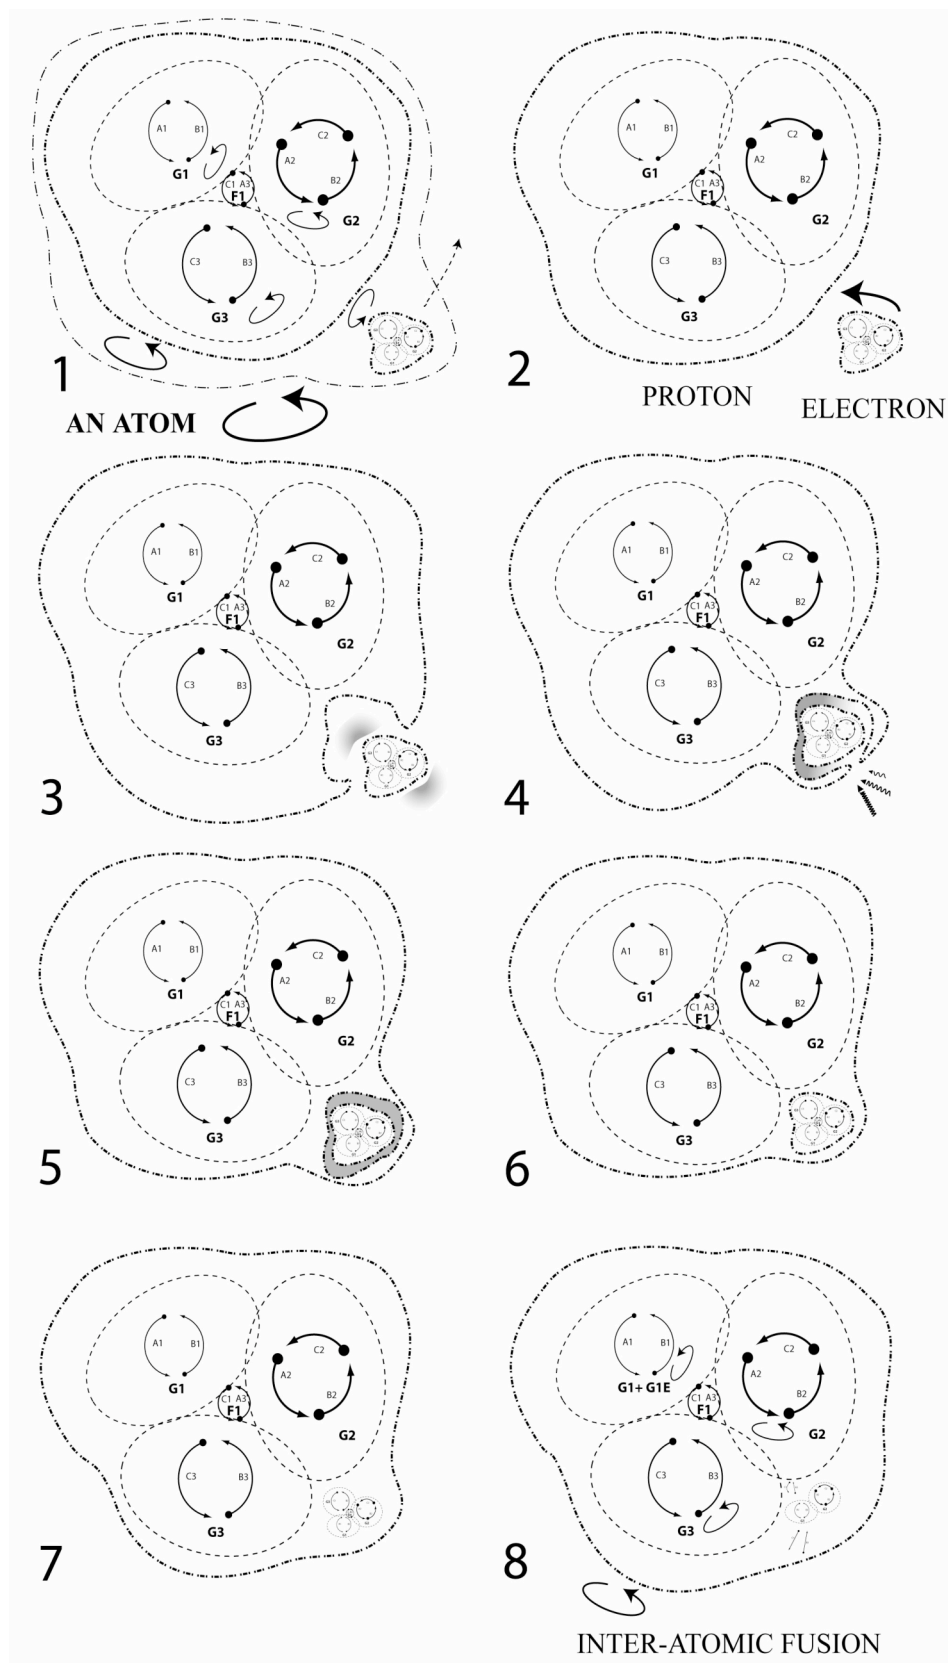 A1 B1
G1
C2
A2
B2
G2
C1 A3
F1
C3 B3
G3
1
AN ATOM
A1 B1
G1
C2
A2
B2
G2
C1 A3
F1
C3 B3
G3
2
PROTON
ELECTRON
A1 B1
G1
C2
A2
B2
G2
C1 A3
F1
C3 B3
G3
3
A1 B1
G1
C2
A2
B2
G2
C1 A3
F1
C3 B3
G3
4
A1 B1
G1
C2
A2
B2
G2
C1 A3
F1
C3 B3
G3
5
A1 B1
G1
C2
A2
B2
G2
C1 A3
F1
C3 B3
G3
6
A1 B1
G1
C2
A2
B2
G2
C1 A3
F1
C3 B3
G3
7
A1 B1
G1+ G1E
C2
A2
B2
G2
C1 A3
F1
C3 B3
G3
8
INTER-ATOMIC FUSION